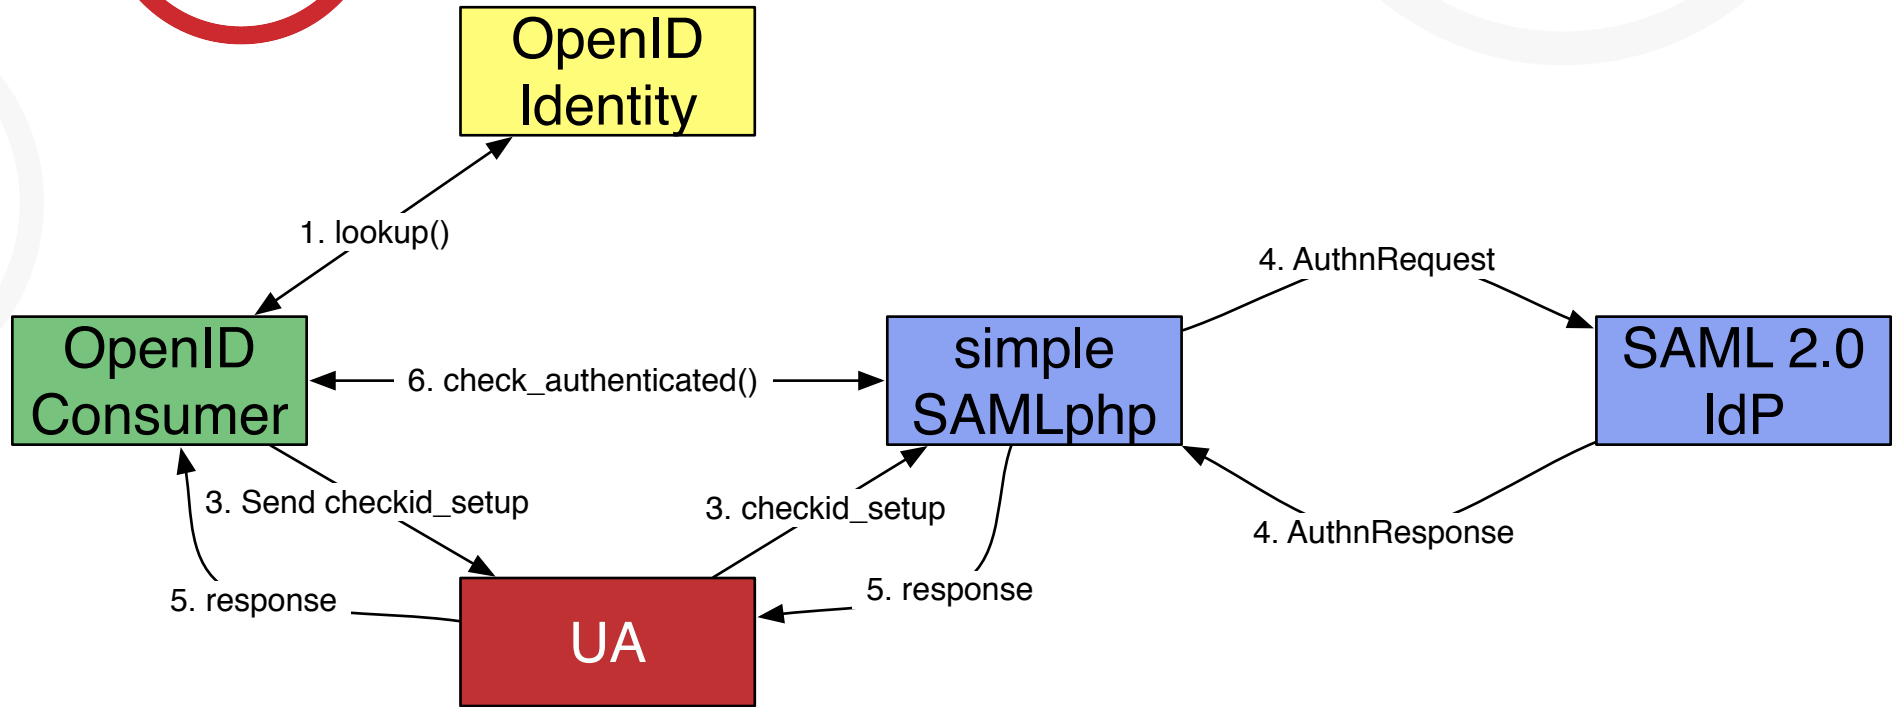 OpenID
Identity
1. lookup()
4. AuthnRequest
OpenID
Consumer
6. check_authenticated()
simple
SAMLphp
SAML 2.0
IdP
3. Send checkid_setup
3. checkid_setup
4. AuthnResponse
5. response
5. response
UA